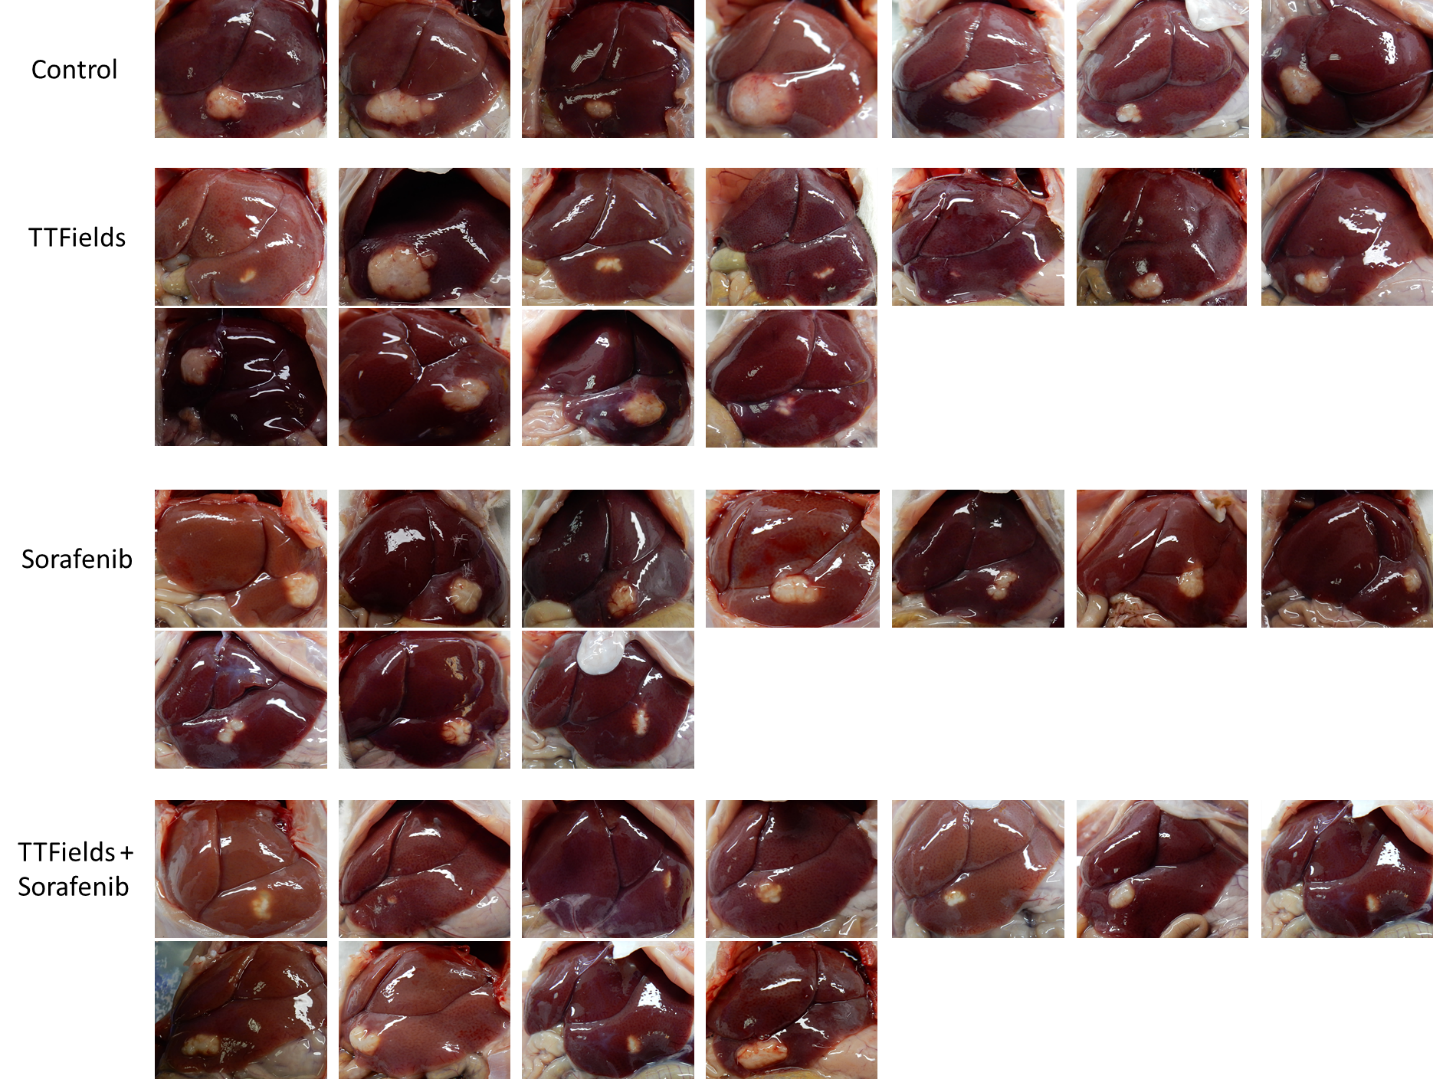 Control
TTFields
Sorafenib
TTFields +
Sorafenib